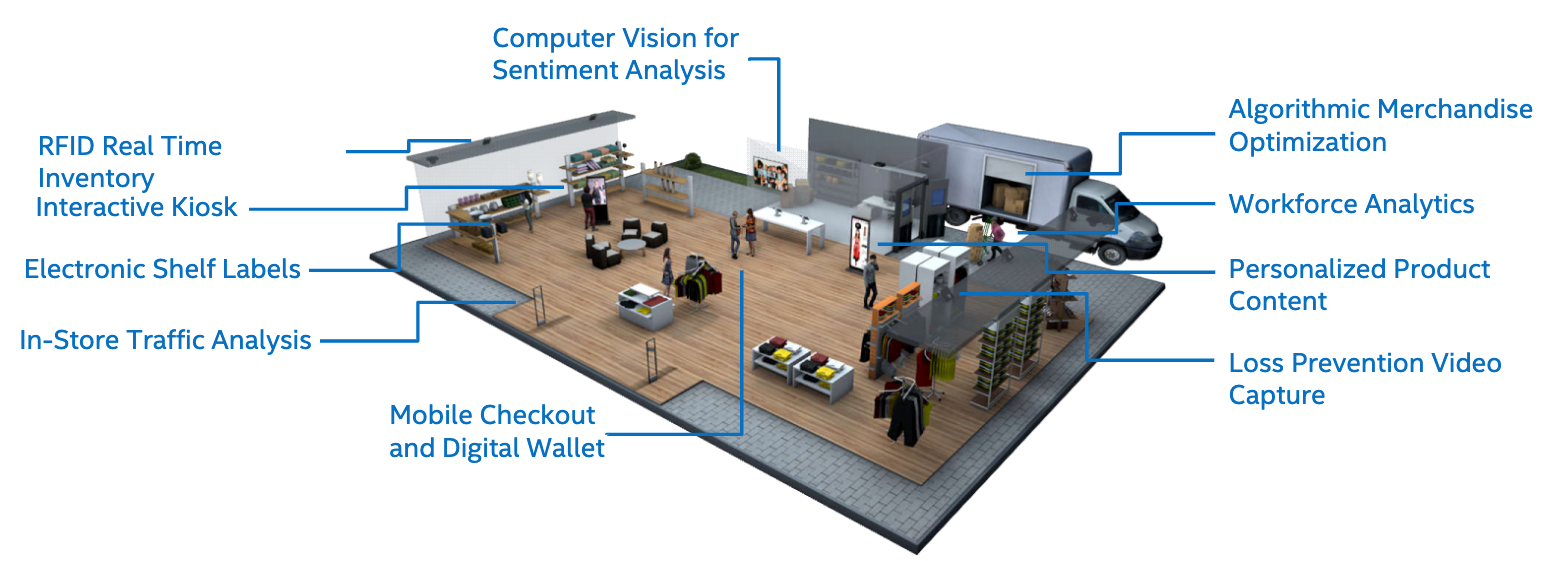 Computer Vision for
Sentiment Analysis
RFID Real Time
Inventory
Interactive Kiosk
Electronic Shelf Labels
In-Store Traffic Analysis
Mobile Checkout
and Digital Wallet
Algorithmic Merchandise
Optimization
Workforce Analytics
Personalized Product
Content
Loss Prevention Video
Capture